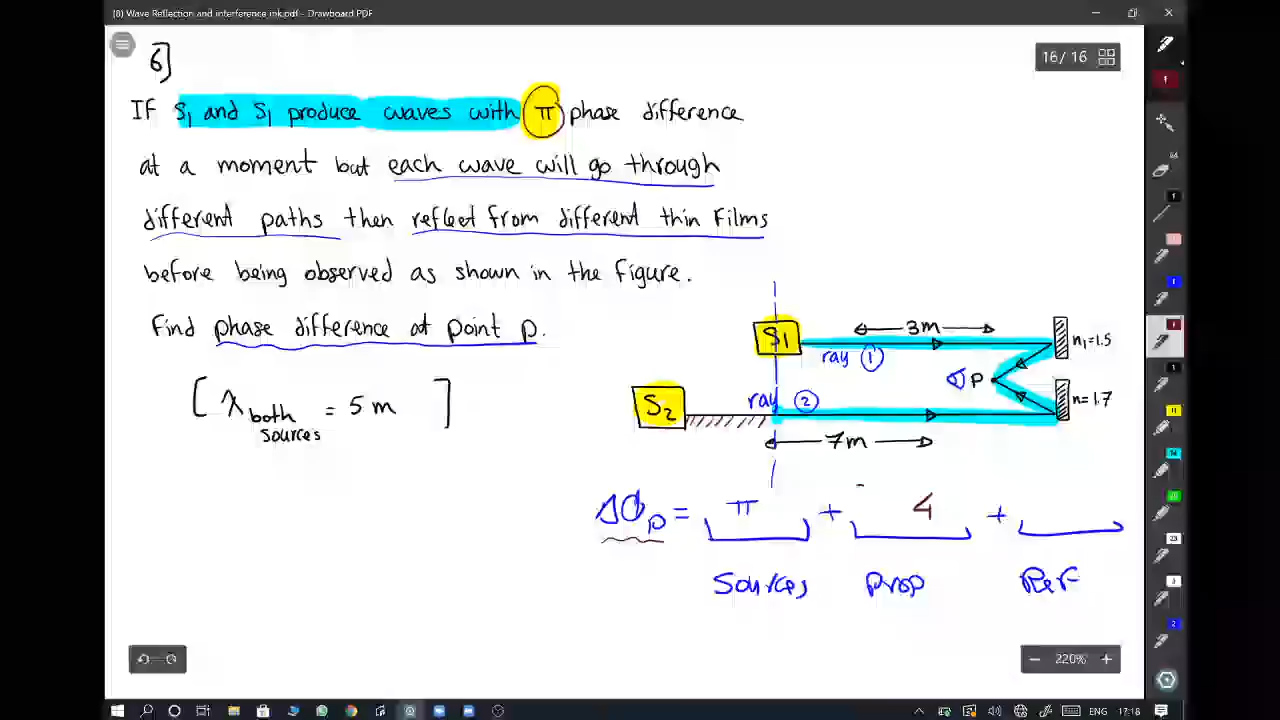 (8) Wave Reflection and interference ink.pdf - Drawboard PDF
16/16
6]
If S1 and S1 produce waves with π phase difference
at a moment but each wave will go through
different paths then reflect from different thin films
before being observed as shown in the figure.
Find phase difference at point p.
[ λ both sources = 5 m ]
S1
3m
n1=1.5
ray 1
P
S2
ray 2
n=1.7
7m
ΔΦp = π + 4 +
Sources Prop Ref
220%
ENG 17:18